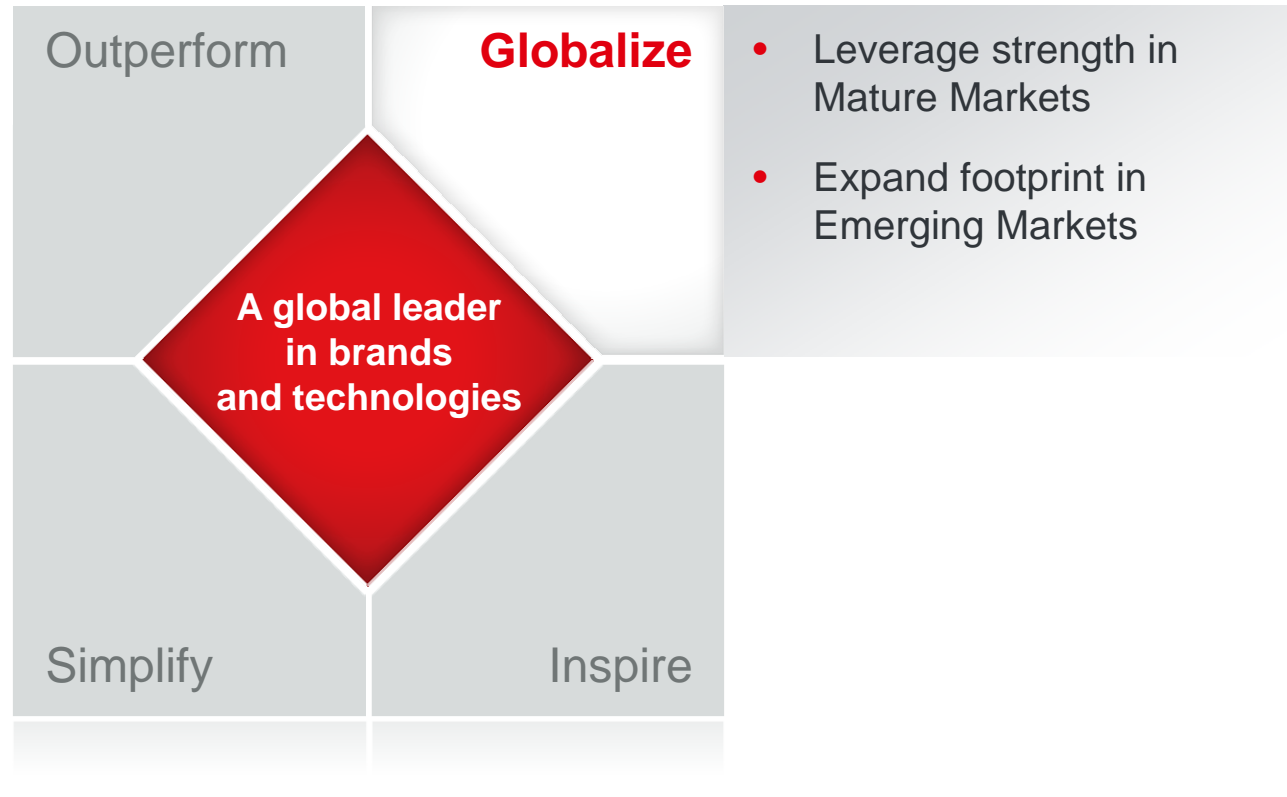 Outperform
Globalize
• Leverage strength in
Mature Markets
• Expand footprint in
Emerging Markets
A global leader
in brands
and technologies
Simplify
Inspire